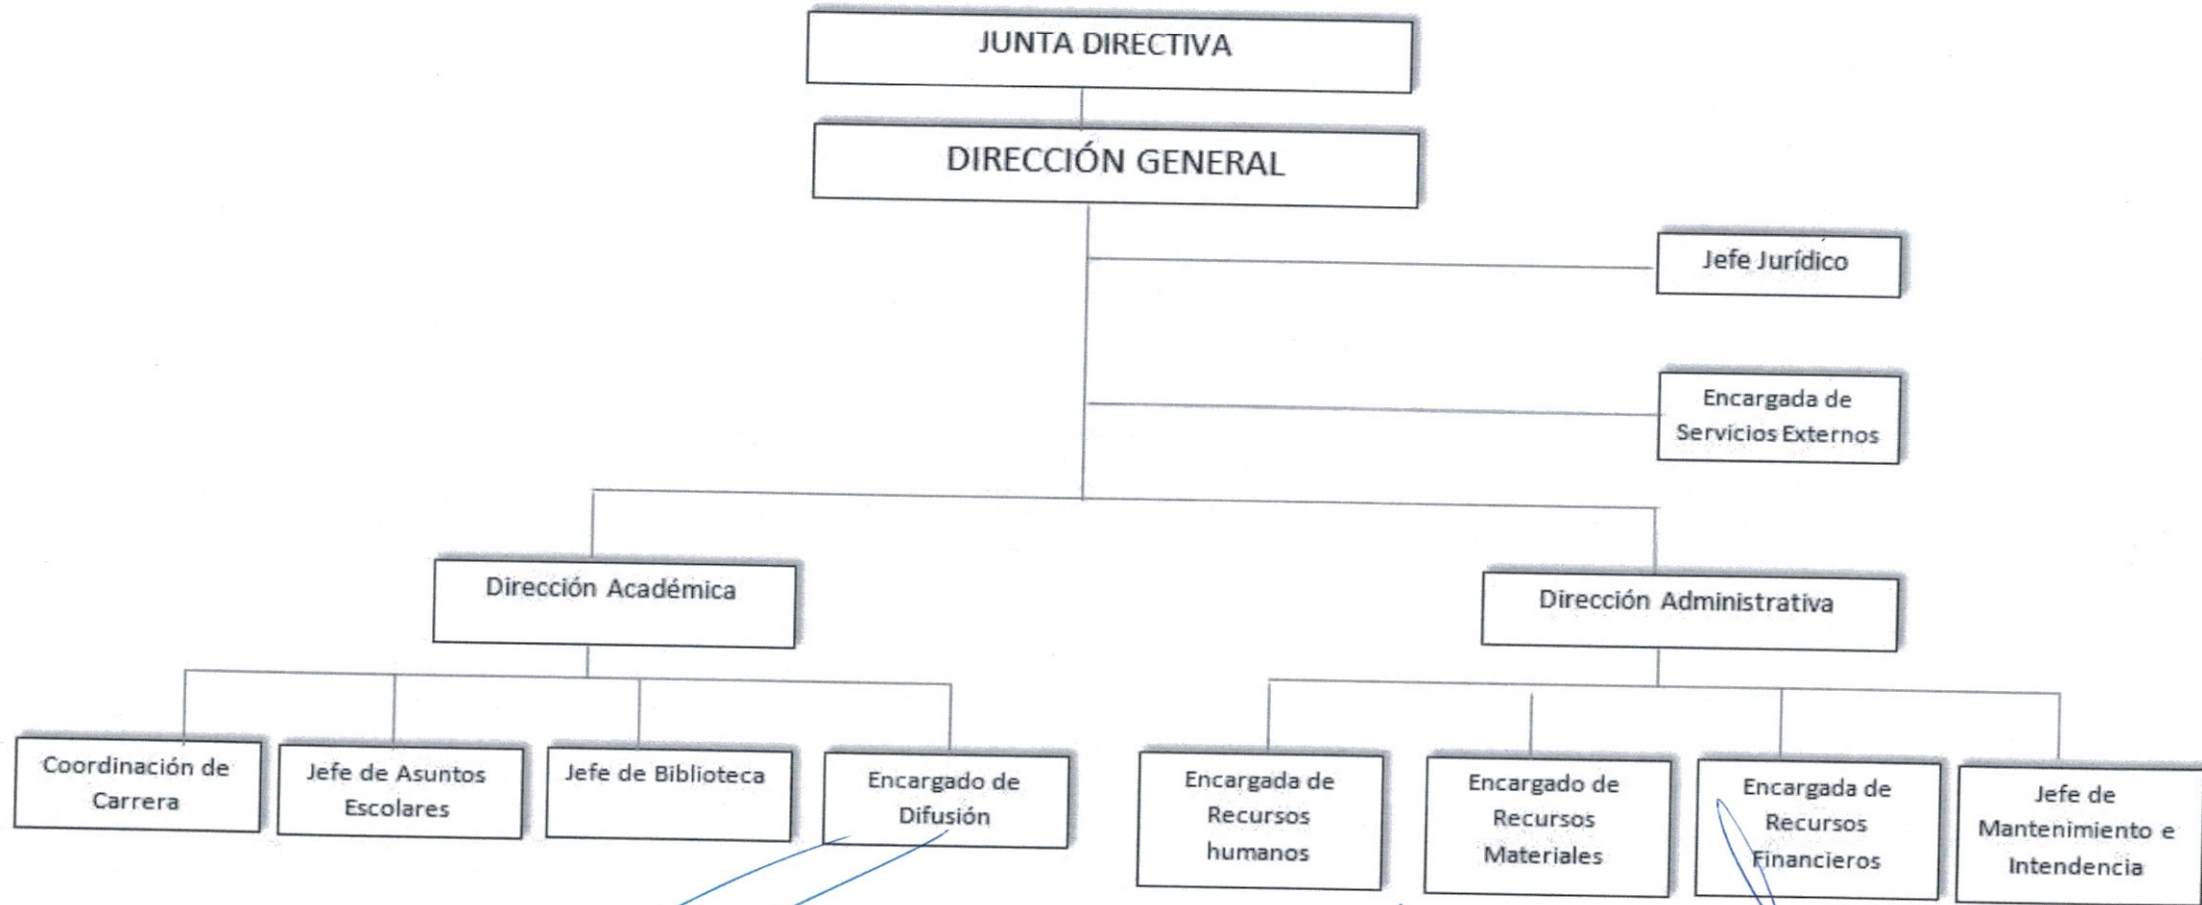 JUNTA DIRECTIVA
DIRECCIÓN GENERAL
Jefe Jurídico
Encargada de
Servicios Externos
Dirección Académica
Dirección Administrativa
Coordinación de
Carrera
Jefe de Asuntos
Escolares
Jefe de Biblioteca
Encargado de
Difusión
Encargada de
Recursos
humanos
Encargado de
Recursos
Materiales
Encargada de
Recursos
Financieros
Jefe de
Mantenimiento e
Intendencia